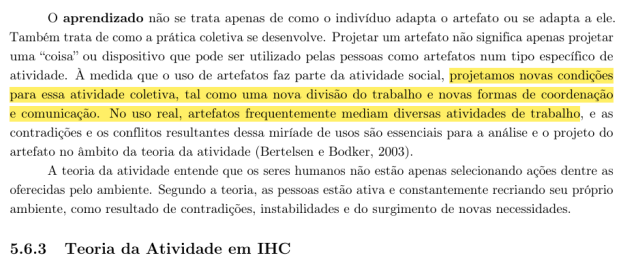 O aprendizado não se trata apenas de como o indivíduo adapta o artefato ou se adapta a ele.
Também trata de como a prática coletiva se desenvolve. Projetar um artefato não significa apenas projetar
uma “coisa” ou dispositivo que pode ser utilizado pelas pessoas como artefatos num tipo específico de
atividade. À medida que o uso de artefatos faz parte da atividade social, projetamos novas condições
para essa atividade coletiva, tal como uma nova divisão do trabalho e novas formas de coordenação
e comunicação. No uso real, artefatos frequentemente mediam diversas atividades de trabalho, e as
contradições e os conflitos resultantes dessa miríade de usos são essenciais para a análise e o projeto do
artefato no âmbito da teoria da atividade (Bertelsen e Bodker, 2003).
A teoria da atividade entende que os seres humanos não estão apenas selecionando ações dentre as
oferecidas pelo ambiente. Segundo a teoria, as pessoas estão ativa e constantemente recriando seu próprio
ambiente, como resultado de contradições, instabilidades e do surgimento de novas necessidades.
5.6.3 Teoria da Atividade em IHC